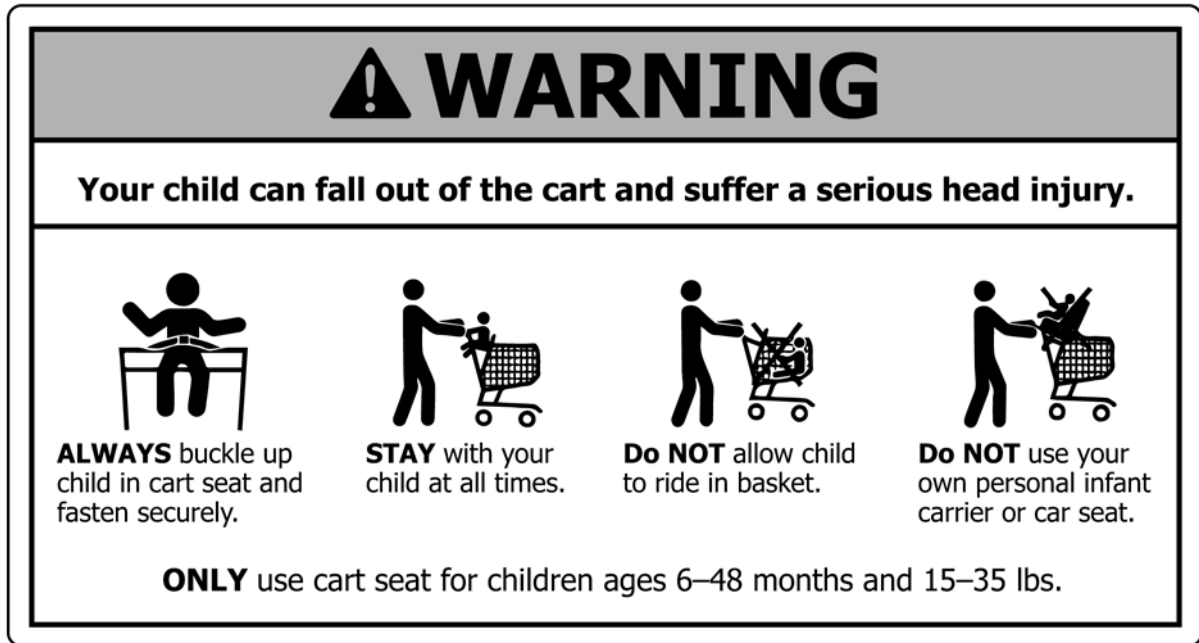 WARNING
Your child can fall out of the cart and suffer a serious head injury.
ALWAYS buckle up
child in cart seat and
fasten securely.
STAY with your
child at all times.
Do NOT allow child
to ride in basket.
Do NOT use your
own personal infant
carrier or car seat.
ONLY use cart seat for children ages 6–48 months and 15–35 lbs.